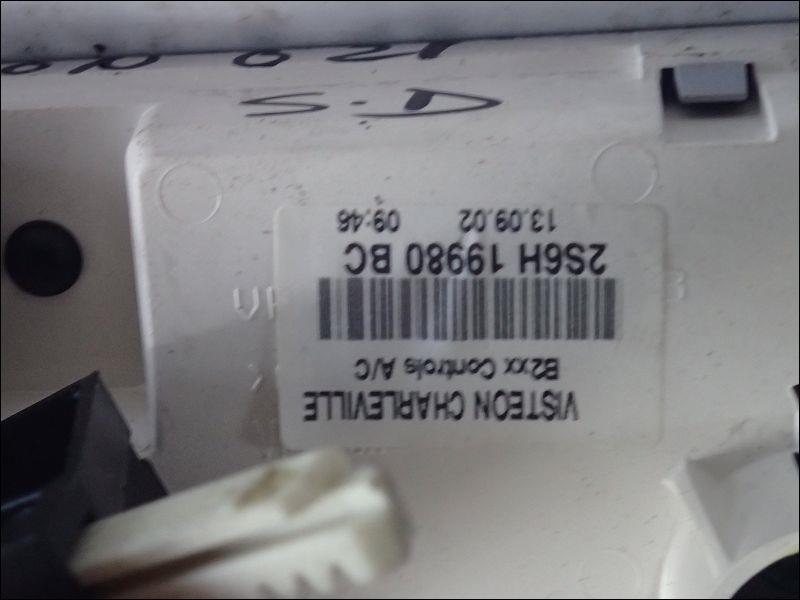 VISTEON CHARLEVILLE
B2xx Controls A/C
2S6H 19980 BC
13.09.02 09:46